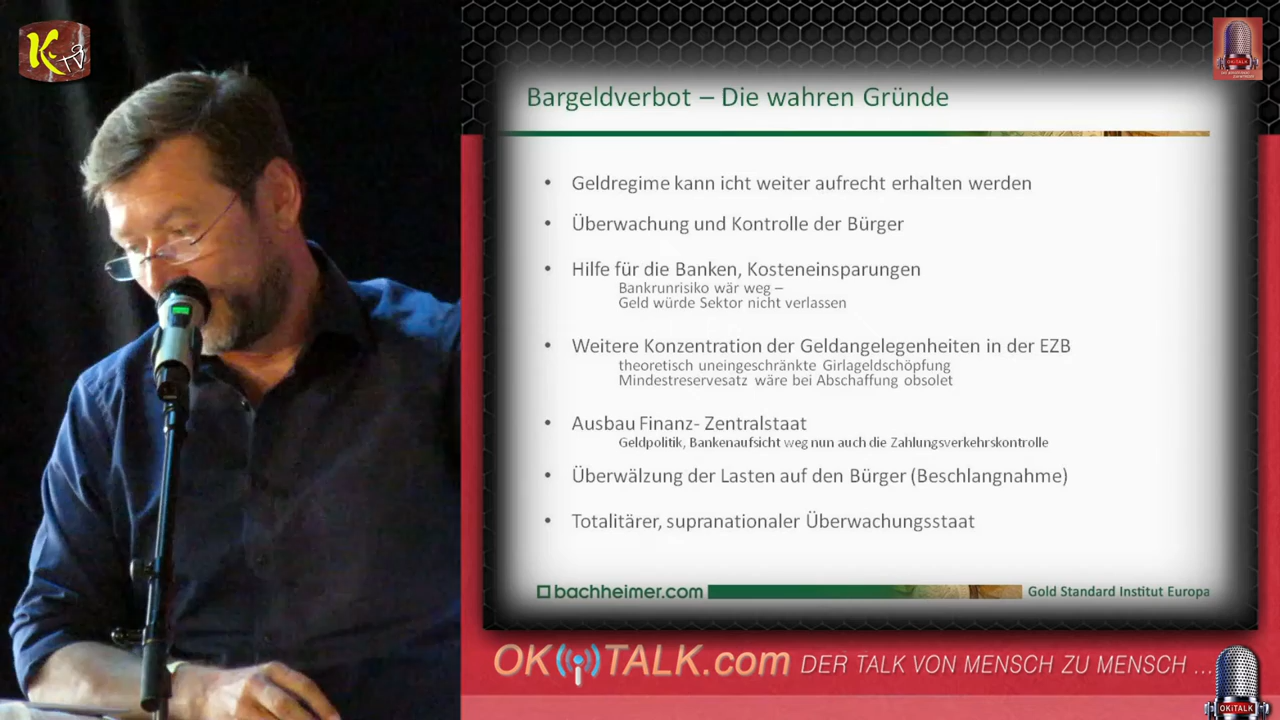 K TV
OKiTALK
Bargeldverbot – Die wahren Gründe
• Geldregime kann icht weiter aufrecht erhalten werden
• Überwachung und Kontrolle der Bürger
• Hilfe für die Banken, Kosteneinsparungen
Bankrunrisiko wär weg –
Geld würde Sektor nicht verlassen
• Weitere Konzentration der Geldangelegenheiten in der EZB
theoretisch uneingeschränkte Girlageldschöpfung
Mindestreservesatz wäre bei Abschaffung obsolet
• Ausbau Finanz- Zentralstaat
Geldpolitik, Bankenaufsicht weg nun auch die Zahlungsverkehrskontrolle
• Überwälzung der Lasten auf den Bürger (Beschlangnahme)
• Totalitärer, supranationaler Überwachungsstaat
bachheimer.com
Gold Standard Institut Europa
OKiTALK.com DER TALK VON MENSCH ZU MENSCH ...
OKiTALK